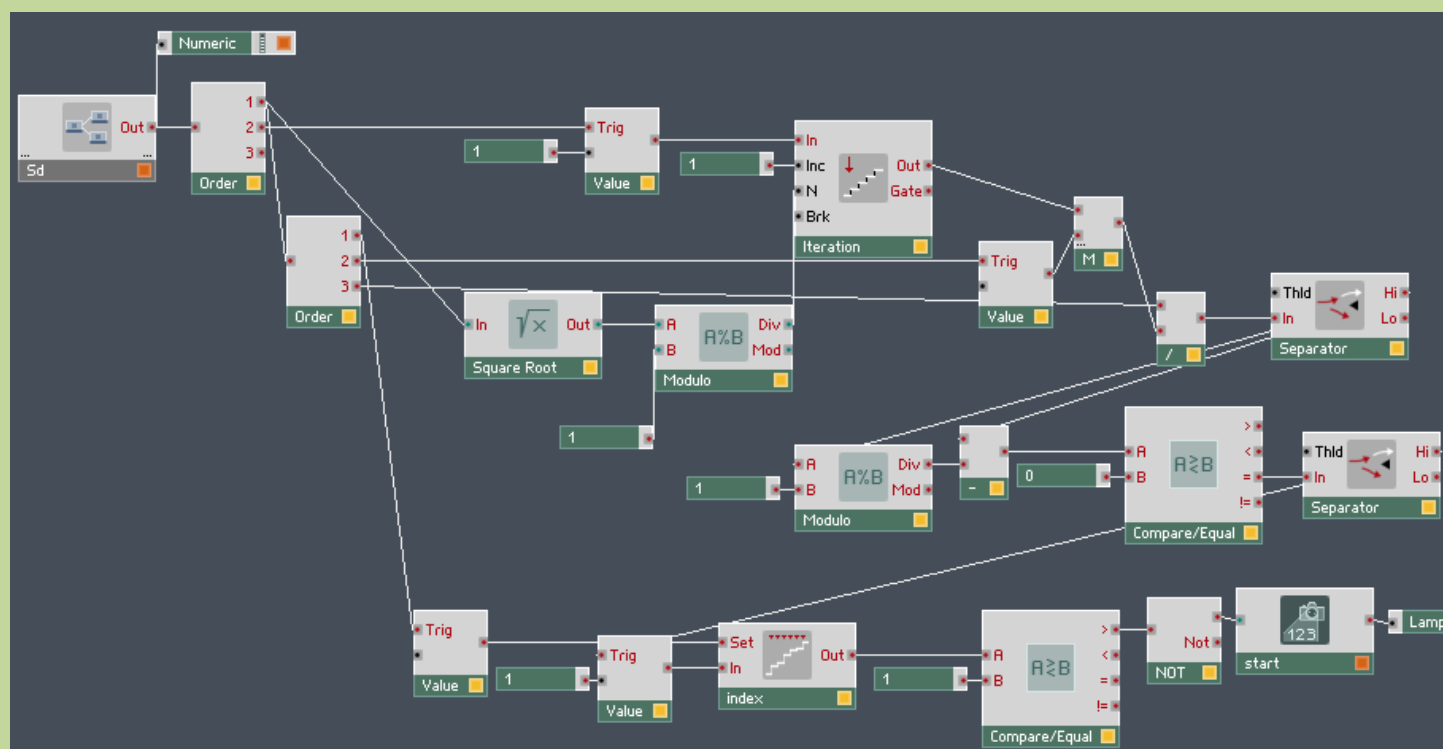 Numeric
Out
... ...
Sd
1
2
3
Order
1
2
3
Order
Trig
Value
1
1
In
Inc
N
Brk
Out
Gate
Iteration
...
M
Trig
Value
/
Thld
In
Hi
Lo
Separator
In
√x
Out
Square Root
A
B
A%B
Div
Mod
Modulo
1
A
B
A%B
Div
Mod
Modulo
1
-
0
A
B
A≷B
>
<
=
!=
Compare/Equal
Thld
In
Hi
Lo
Separator
Trig
Value
1
Trig
Value
Set
In
Out
index
1
A
B
A≷B
>
<
=
!=
Compare/Equal
Not
NOT
123
start
Lamp